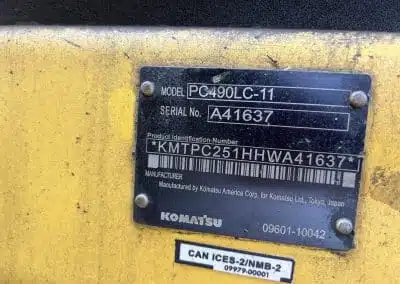 MODEL PC490LC-11
SERIAL No. A41637
Product Identification Number
*KMTPC251HHWA41637*
MANUFACTURER
Manufactured by Komatsu America Corp. for Komatsu Ltd., Tokyo, Japan
KOMATSU
09601-10042
CAN ICES-2/NMB-2
09979-00001